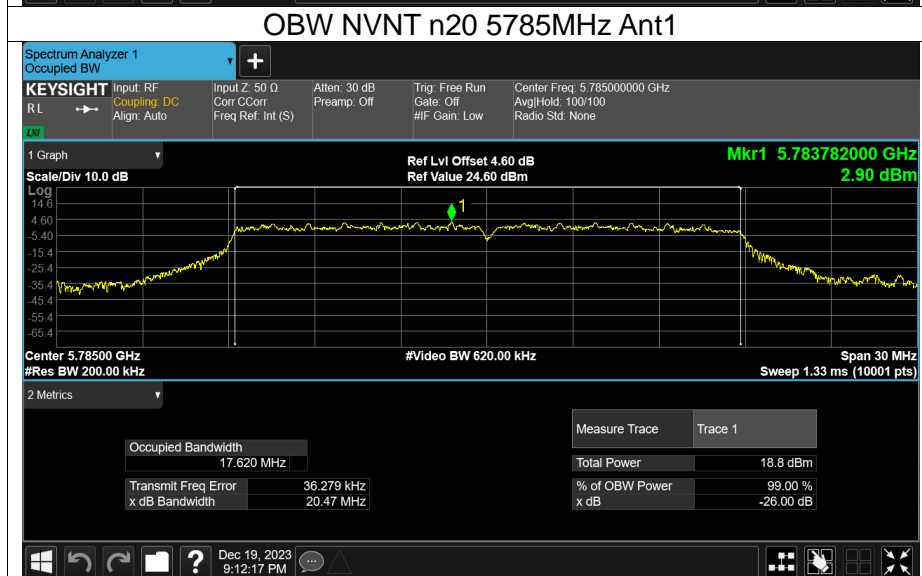 OBW NVNT n20 5785MHz Ant1
Spectrum Analyzer 1
Occupied BW
+
KEYSIGHT
R L
LXI
Input: RF
Coupling: DC
Align: Auto
Input Z: 50 Ω
Corr CCorr
Freq Ref: Int (S)
Atten: 30 dB
Preamp: Off
Trig: Free Run
Gate: Off
#IF Gain: Low
Center Freq: 5.785000000 GHz
Avg|Hold: 100/100
Radio Std: None
1 Graph
Scale/Div 10.0 dB
Ref Lvl Offset 4.60 dB
Ref Value 24.60 dBm
Mkr1 5.783782000 GHz
2.90 dBm
Log
14.6
4.60
-5.40
-15.4
-25.4
-35.4
-45.4
-55.4
-65.4
1
Center 5.78500 GHz
#Res BW 200.00 kHz
#Video BW 620.00 kHz
Span 30 MHz
Sweep 1.33 ms (10001 pts)
2 Metrics
Measure Trace Trace 1
Occupied Bandwidth
17.620 MHz
Total Power 18.8 dBm
Transmit Freq Error 36.279 kHz
% of OBW Power 99.00 %
x dB Bandwidth 20.47 MHz
x dB -26.00 dB
?
Dec 19, 2023
9:12:17 PM